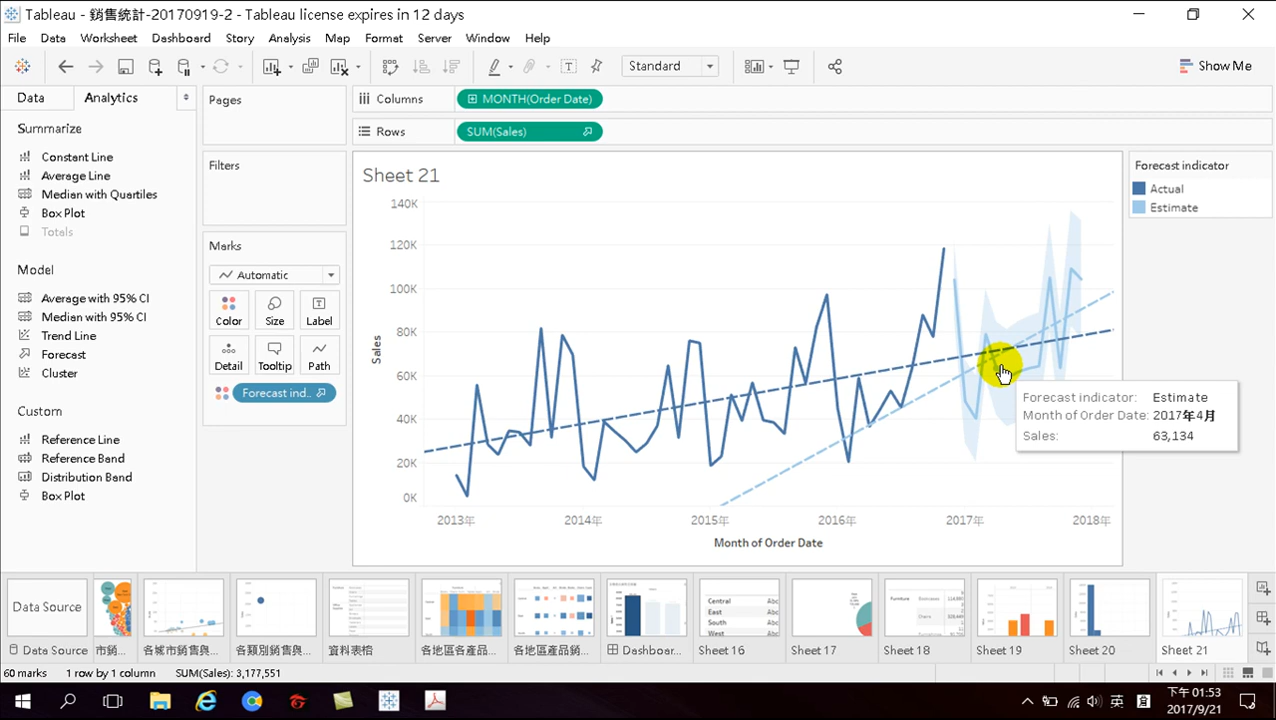 Tableau - 銷售統計-20170919-2 - Tableau license expires in 12 days
File Data Worksheet Dashboard Story Analysis Map Format Server Window Help
Standard
Show Me
Data Analytics
Summarize
Constant Line
Average Line
Median with Quartiles
Box Plot
Totals
Model
Average with 95% CI
Median with 95% CI
Trend Line
Forecast
Cluster
Custom
Reference Line
Reference Band
Distribution Band
Box Plot
Pages
Filters
Marks
Automatic
Color Size Label
Detail Tooltip Path
Forecast ind..
Columns MONTH(Order Date)
Rows SUM(Sales)
Sheet 21
140K
120K
100K
80K
60K
40K
20K
0K
Sales
2013年 2014年 2015年 2016年 2017年 2018年
Month of Order Date
Forecast indicator: Estimate
Month of Order Date: 2017年4月
Sales: 63,134
Forecast indicator
Actual
Estimate
Data Source
Central Abc
East Abc
South Abc
West Abc
Furniture
Data Source 市銷... 各城市銷售與... 各類別銷售與... 資料表格 各地區各產品... 各地區產品銷... Dashboar... Sheet 16 Sheet 17 Sheet 18 Sheet 19 Sheet 20 Sheet 21
60 marks 1 row by 1 column SUM(Sales): 3,177,551
英
下午 01:53
2017/9/21